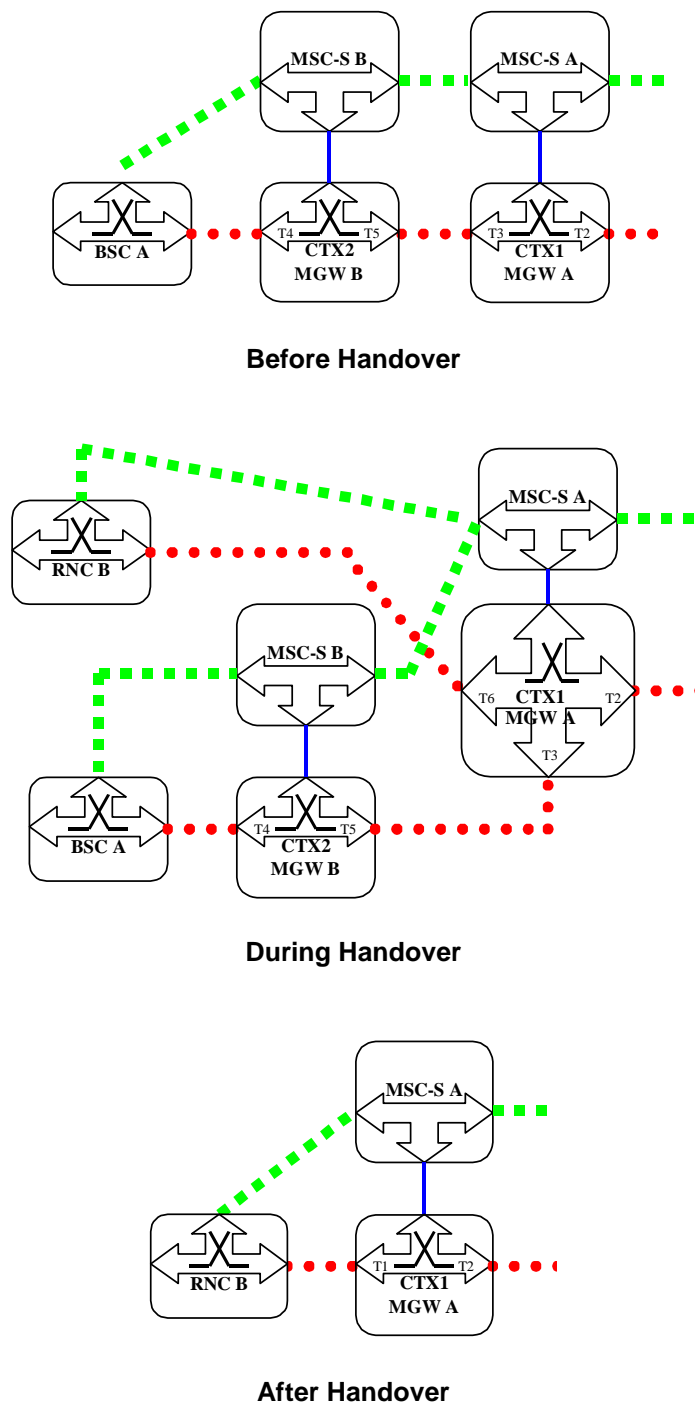 MSC-S B
MSC-S A
BSC A
T4
T5
CTX2
MGW B
T3
T2
CTX1
MGW A
Before Handover
MSC-S A
RNC B
MSC-S B
T6
CTX1
T2
MGW A
T3
BSC A
T4
T5
CTX2
MGW B
During Handover
MSC-S A
RNC B
T1
T2
CTX1
MGW A
After Handover